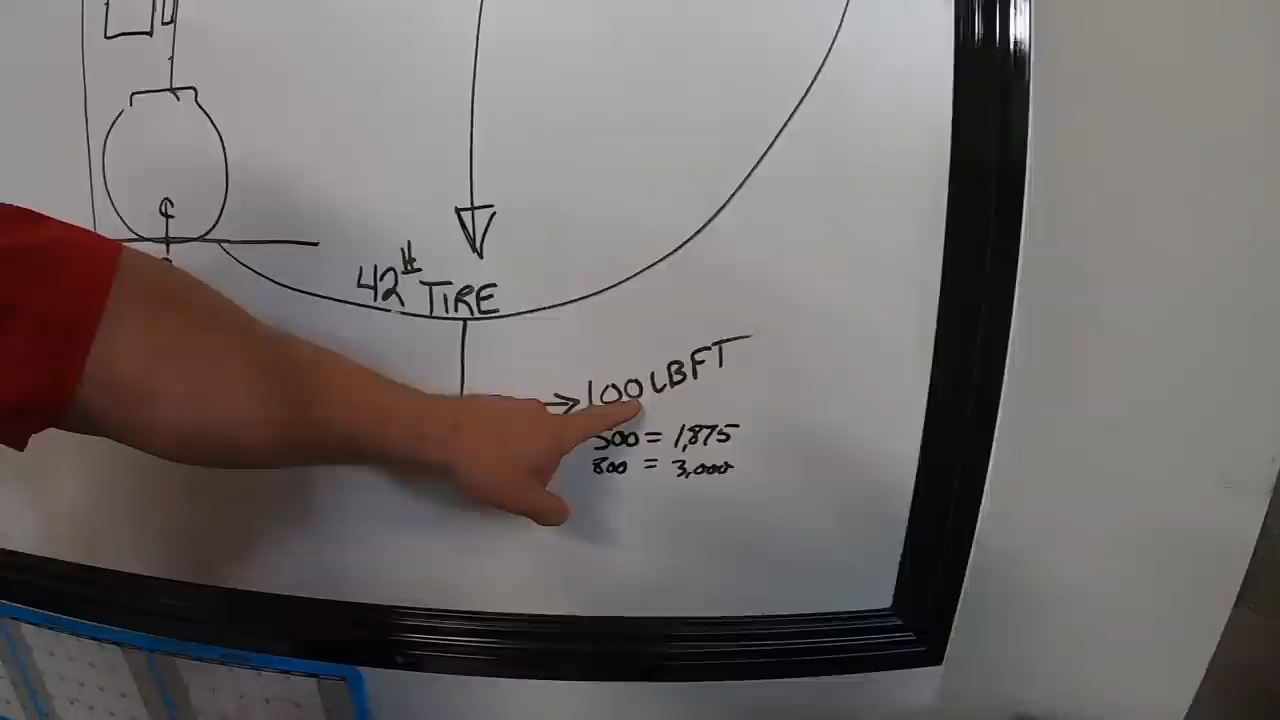 42" TIRE
100 LBFT
500 = 1,875
800 = 3,000